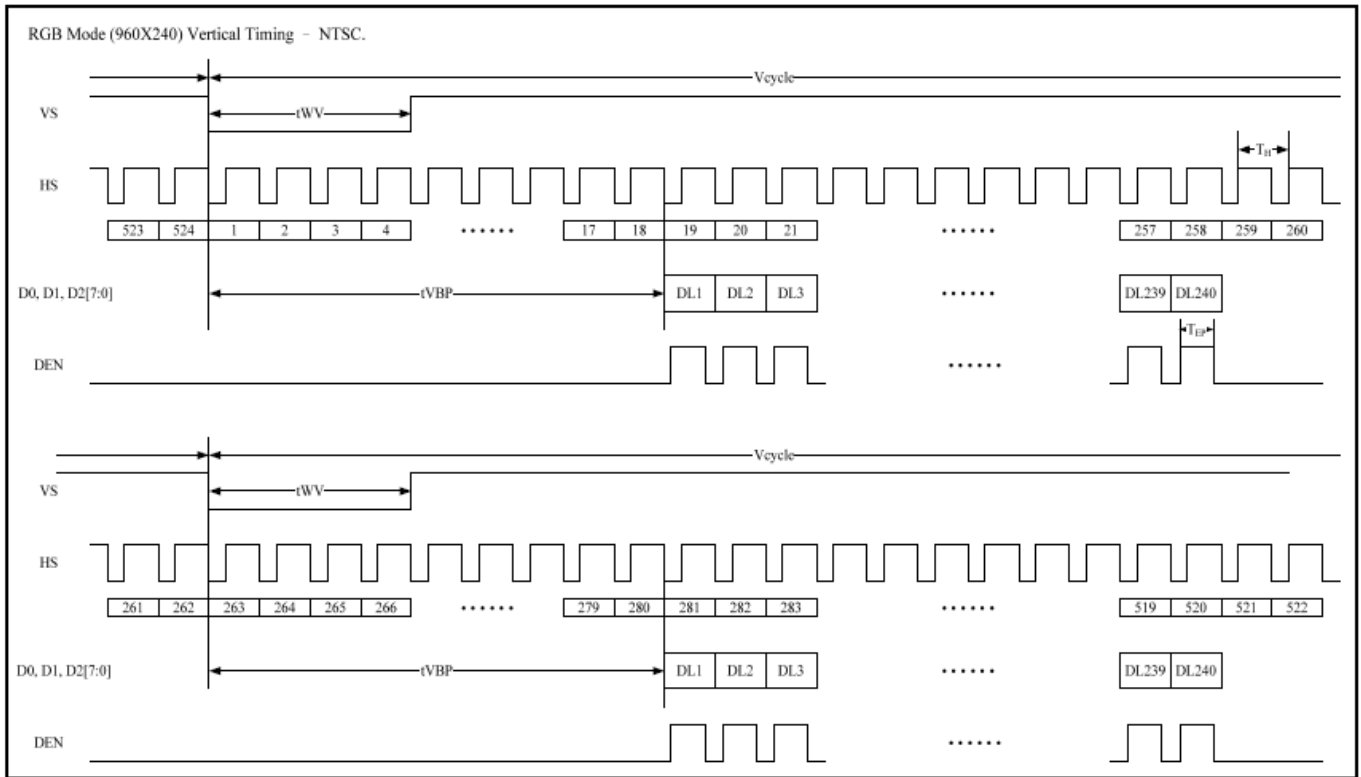 RGB Mode (960X240) Vertical Timing - NTSC.
Vcycle
VS
tWV
TH
HS
523 524 1 2 3 4 ...... 17 18 19 20 21 ...... 257 258 259 260
D0, D1, D2[7:0]
tVBP
DL1 DL2 DL3 ...... DL239 DL240
TEP
DEN
......
Vcycle
VS
tWV
HS
261 262 263 264 265 266 ...... 279 280 281 282 283 ...... 519 520 521 522
D0, D1, D2[7:0]
tVBP
DL1 DL2 DL3 ...... DL239 DL240
DEN
......